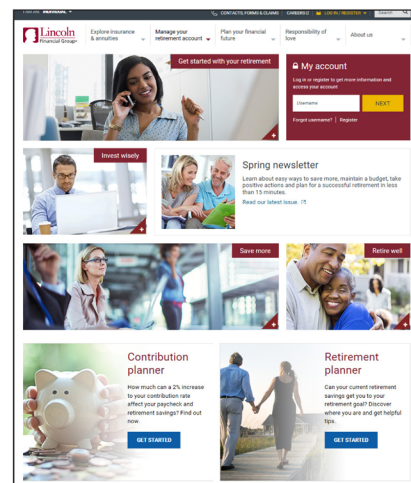 I WANT INDIVIDUAL
CONTACTS, FORMS & CLAIMS CAREERS LOG IN / REGISTER Search
Lincoln
Financial Group®
Explore insurance
& annuities
Manage your
retirement account
Plan your financial
future
Responsibility of
love
About us
Get started with your retirement
My account
Log in or register to get more information and
access your account
Username
NEXT
Forgot username? | Register
Invest wisely
Spring newsletter
Learn about easy ways to save more, maintain a budget, take
positive actions and plan for a successful retirement in less
than 15 minutes.
Read our latest issue.
Save more
Retire well
Contribution
planner
How much can a 2% increase
to your contribution rate
affect your paycheck and
retirement savings? Find out
now.
GET STARTED
Retirement
planner
Can your current retirement
savings get you to your
retirement goal? Discover
where you are and get helpful
tips.
GET STARTED